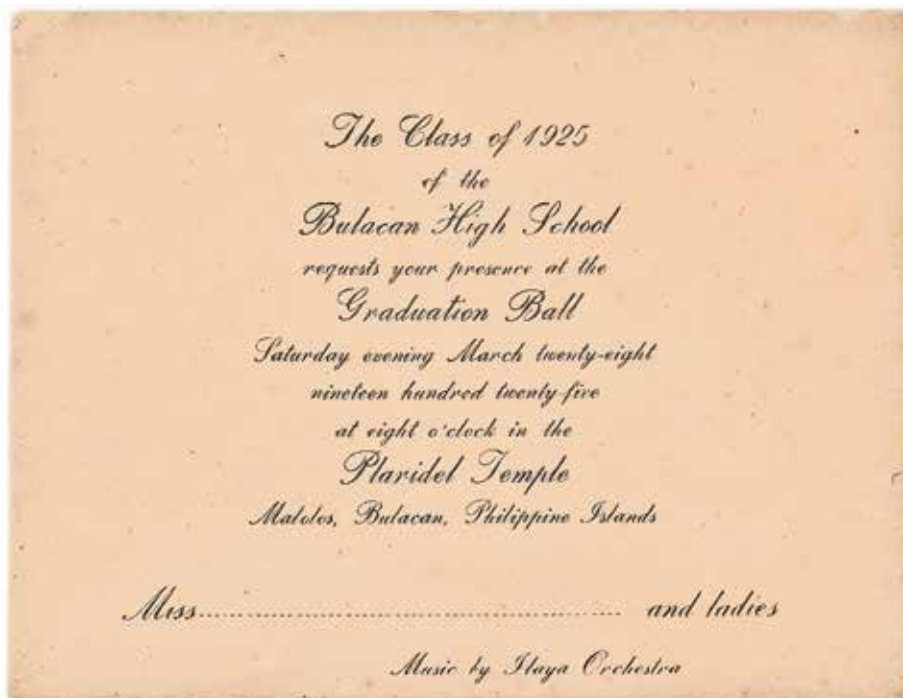 The Class of 1925
of the
Bulacan High School
requests your presence at the
Graduation Ball
Saturday evening March twenty-eight
nineteen hundred twenty-five
at eight o'clock in the
Plaridel Temple
Malolos, Bulacan, Philippine Islands
Miss.................................................... and ladies
Music by Ilaya Orchestra